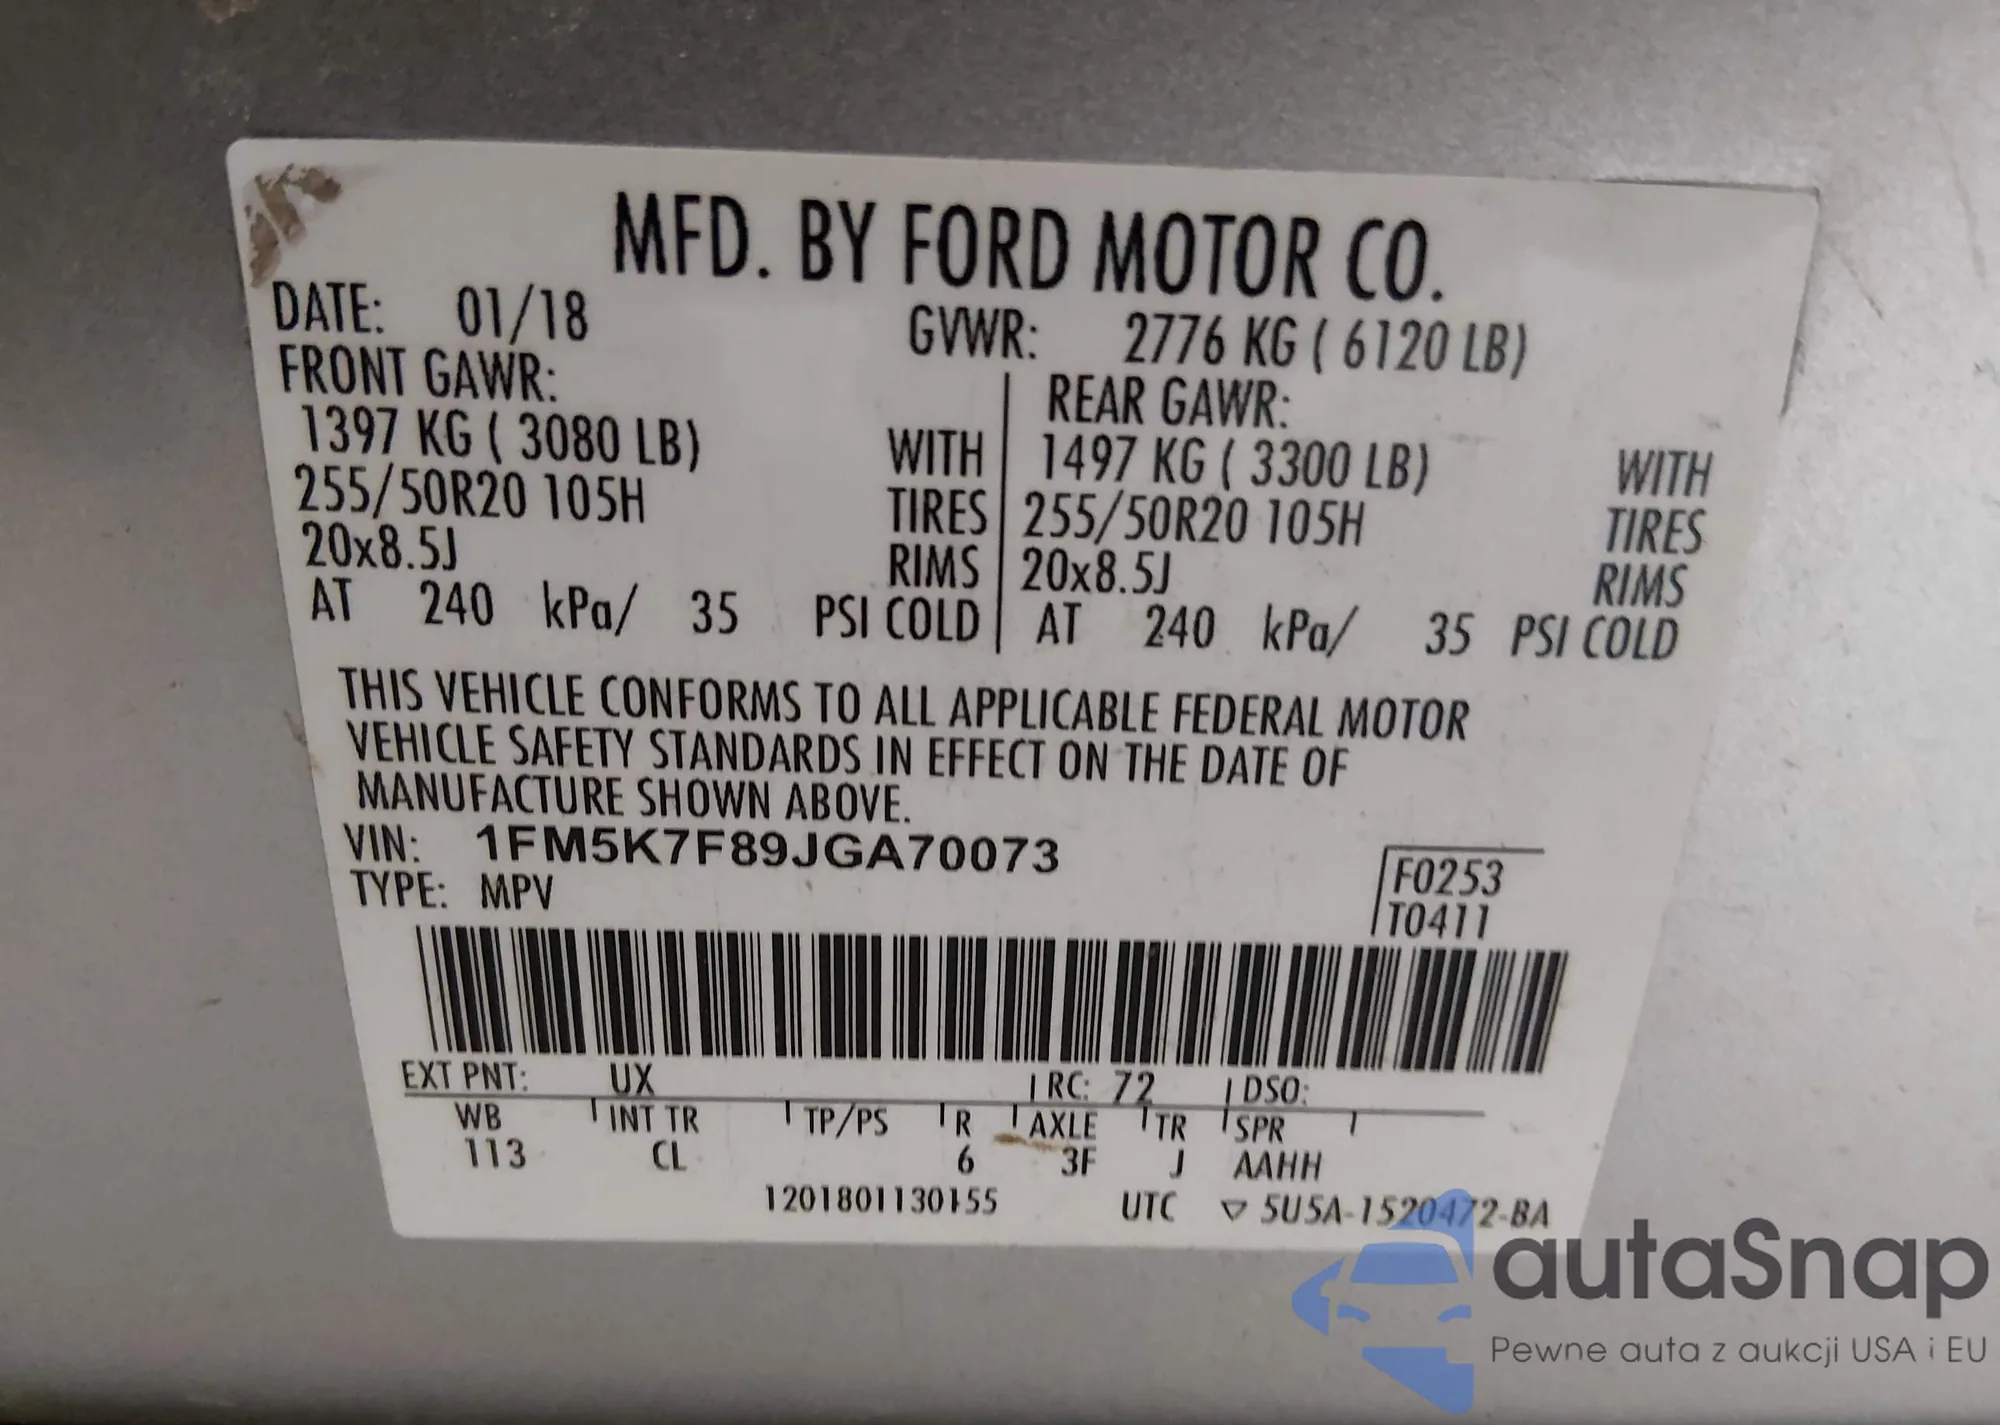 MFD. BY FORD MOTOR CO.
DATE: 01/18 GVWR: 2776 KG ( 6120 LB)
FRONT GAWR: REAR GAWR:
1397 KG ( 3080 LB) WITH 1497 KG ( 3300 LB) WITH
255/50R20 105H TIRES 255/50R20 105H TIRES
20x8.5J RIMS 20x8.5J RIMS
AT 240 kPa/ 35 PSI COLD AT 240 kPa/ 35 PSI COLD
THIS VEHICLE CONFORMS TO ALL APPLICABLE FEDERAL MOTOR
VEHICLE SAFETY STANDARDS IN EFFECT ON THE DATE OF
MANUFACTURE SHOWN ABOVE.
VIN: 1FM5K7F89JGA70073
TYPE: MPV
F0253
T0411
EXT PNT: UX RC: 72 DSO:
WB INT TR TP/PS R AXLE TR SPR
113 CL 6 3F J AAHH
1201801130155 UTC ▽ 5U5A-1520472-BA
autaSnap
Pewne auta z aukcji USA i EU